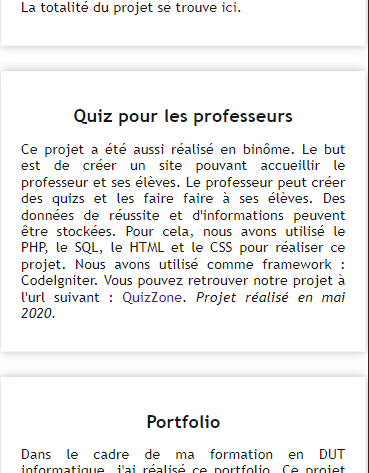 La totalité du projet se trouve ici.
Quiz pour les professeurs
Ce projet a été aussi réalisé en binôme. Le but
est de créer un site pouvant accueillir le
professeur et ses élèves. Le professeur peut créer
des quizs et les faire faire à ses élèves. Des
données de réussite et d'informations peuvent
être stockées. Pour cela, nous avons utilisé le
PHP, le SQL, le HTML et le CSS pour réaliser ce
projet. Nous avons utilisé comme framework :
CodeIgniter. Vous pouvez retrouver notre projet à
l'url suivant : QuizZone. Projet réalisé en mai
2020.
Portfolio
Dans le cadre de ma formation en DUT
informatique, j'ai réalisé ce portfolio. Ce projet